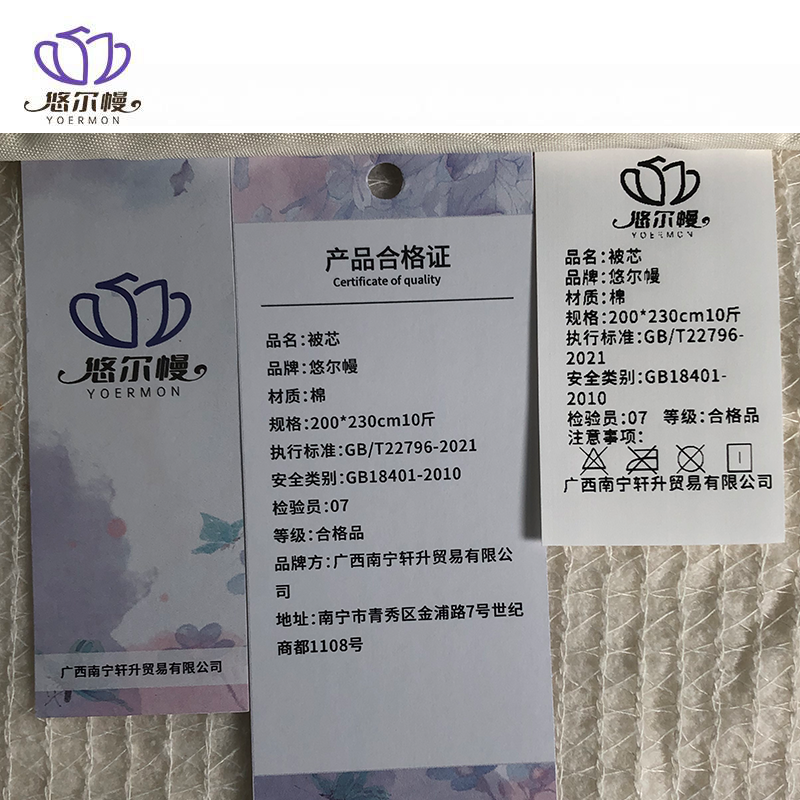 悠尔幔
YOERMON
悠尔幔
YOERMON
广西南宁轩升贸易有限公司
产品合格证
Certificate of quality
品名:被芯
品牌:悠尔幔
材质:棉
规格:200*230cm10斤
执行标准:GB/T22796-2021
安全类别:GB18401-2010
检验员:07
等级:合格品
品牌方:广西南宁轩升贸易有限公
司
地址:南宁市青秀区金浦路7号世纪
商都1108号
悠尔幔
YOERMON
品名:被芯
品牌:悠尔幔
材质:棉
规格:200*230cm10斤
执行标准:GB/T22796-
2021
安全类别:GB18401-
2010
检验员:07 等级:合格品
注意事项:
广西南宁轩升贸易有限公司